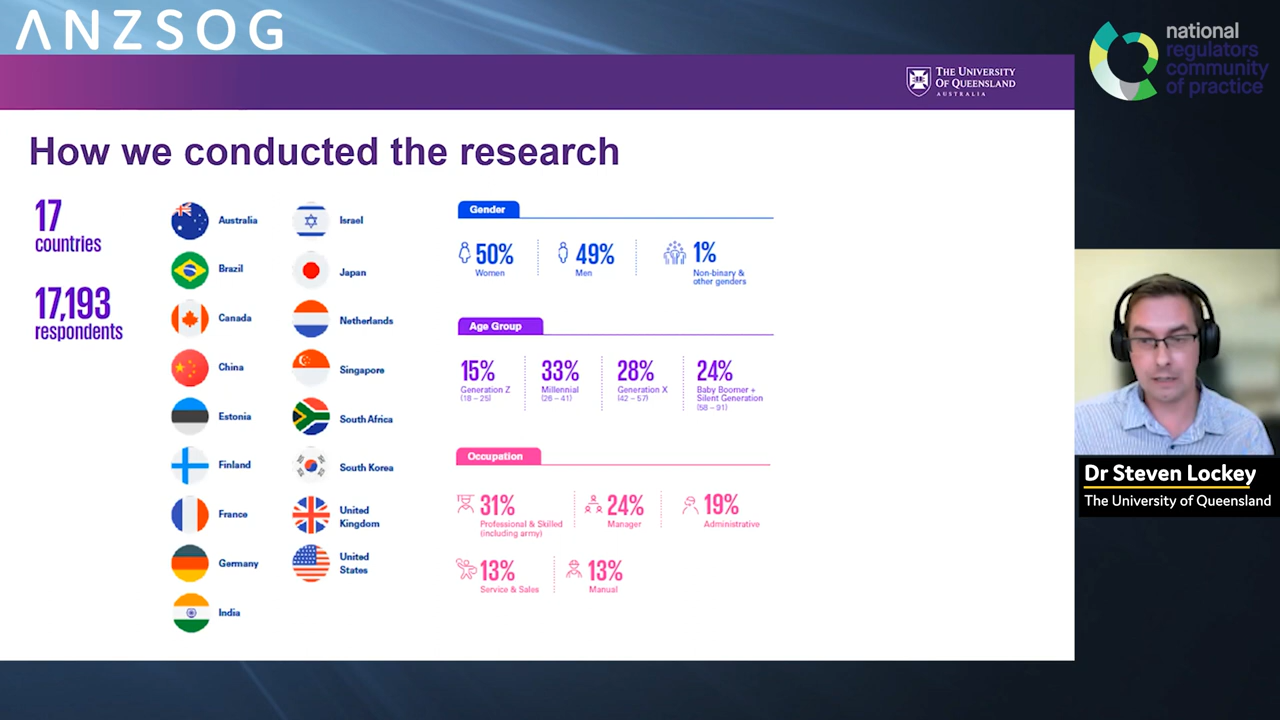 ANZSOG
national
regulators
community
of practice
THE UNIVERSITY
OF QUEENSLAND
AUSTRALIA
How we conducted the research
17
countries
17,193
respondents
Australia
Brazil
Canada
China
Estonia
Finland
France
Germany
India
Israel
Japan
Netherlands
Singapore
South Africa
South Korea
United
Kingdom
United
States
Gender
50%
Women
49%
Men
1%
Non-binary &
other genders
Age Group
15%
Generation Z
(18 – 25)
33%
Millennial
(26 – 41)
28%
Generation X
(42 – 57)
24%
Baby Boomer +
Silent Generation
(58 – 91)
Occupation
31%
Professional & Skilled
(including army)
24%
Manager
19%
Administrative
13%
Service & Sales
13%
Manual
Dr Steven Lockey
The University of Queensland